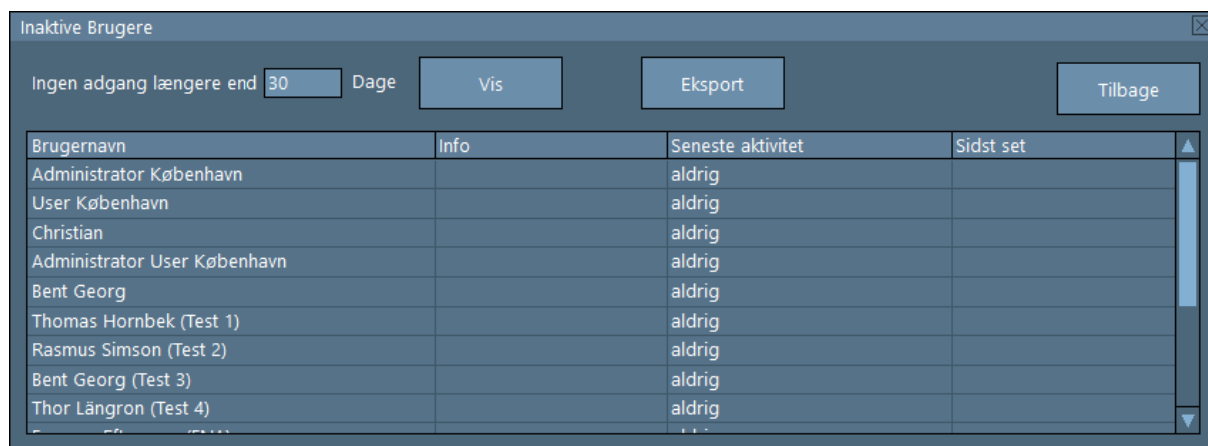 Inaktive Brugere
Ingen adgang længere end 30 Dage Vis Eksport Tilbage
Brugernavn Info Seneste aktivitet Sidst set
Administrator København aldrig
User København aldrig
Christian aldrig
Administrator User København aldrig
Bent Georg aldrig
Thomas Hornbek (Test 1) aldrig
Rasmus Simson (Test 2) aldrig
Bent Georg (Test 3) aldrig
Thor Längron (Test 4) aldrig